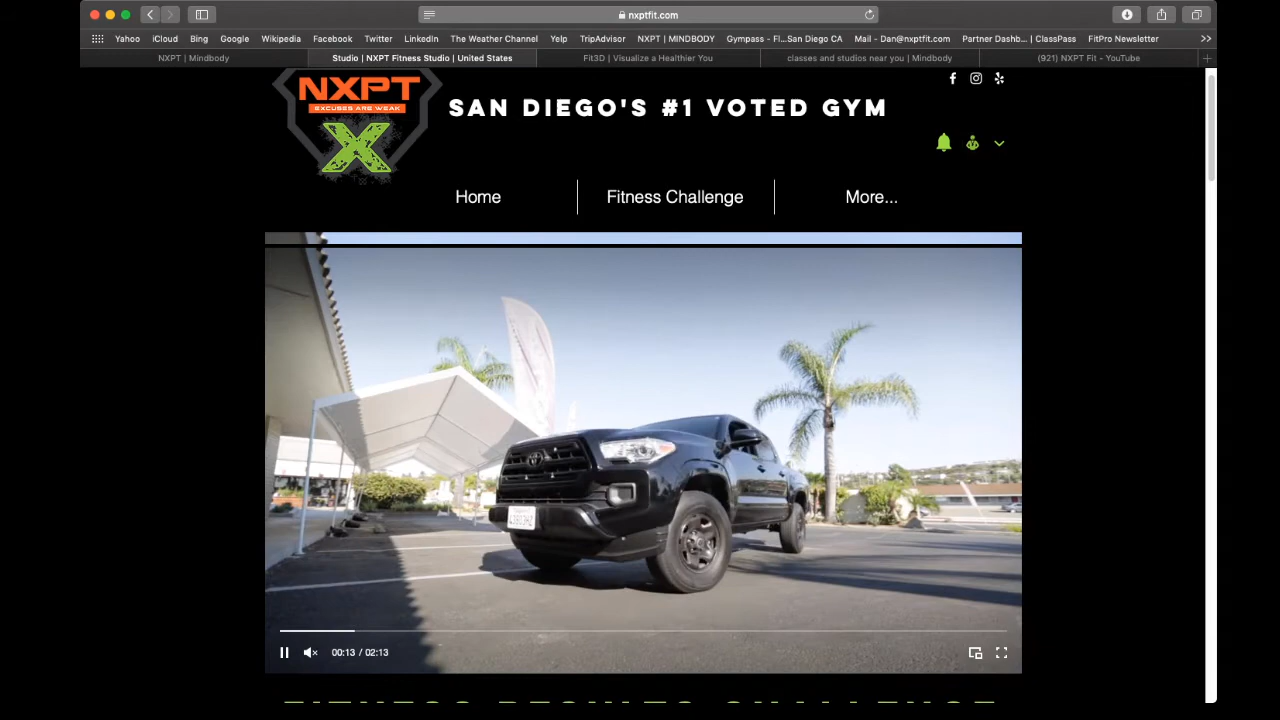 nxptfit.com
Yahoo iCloud Bing Google Wikipedia Facebook Twitter LinkedIn The Weather Channel Yelp TripAdvisor NXPT | MINDBODY Gympass - Fl...San Diego CA Mail - Dan@nxptfit.com Partner Dashb... | ClassPass FitPro Newsletter >>
NXPT | Mindbody Studio | NXPT Fitness Studio | United States Fit3D | Visualize a Healthier You classes and studios near you | Mindbody (921) NXPT Fit - YouTube +
NXPT
EXCUSES ARE WEAK
X
SAN DIEGO'S #1 VOTED GYM
Home Fitness Challenge More...
00:13 / 02:13